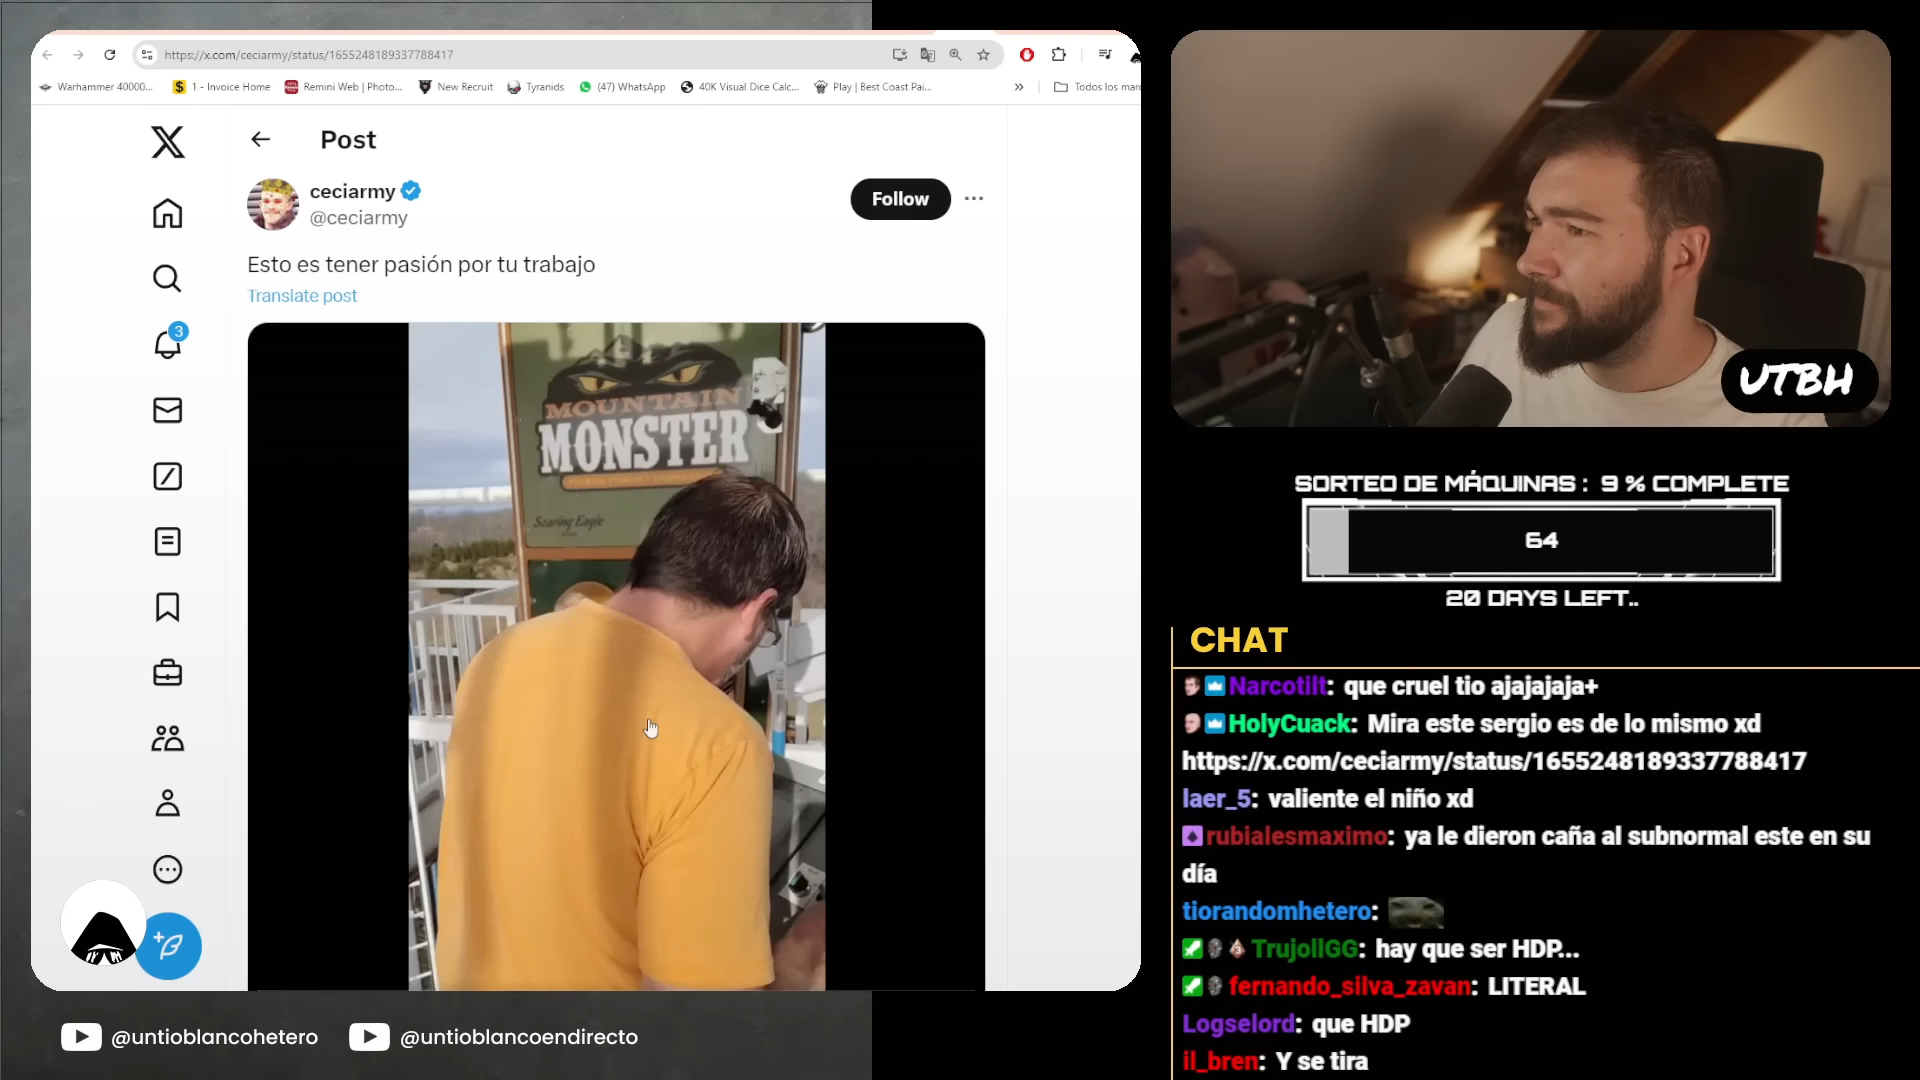 https://x.com/ceciarmy/status/1655248189337788417
Warhammer 40000...
1 - Invoice Home
Remini Web | Photo...
New Recruit
Tyranids
(47) WhatsApp
40K Visual Dice Calc...
Play | Best Coast Pai...
»
Todos los marc
Post
ceciarmy
@ceciarmy
Follow
Esto es tener pasión por tu trabajo
Translate post
3
MOUNTAIN
MONSTER
Soaring Eagle
UTBH
SORTEO DE MÁQUINAS : 9 % COMPLETE
64
20 DAYS LEFT..
CHAT
Narcotilt: que cruel tio ajajajaja+
HolyCuack: Mira este sergio es de lo mismo xd
https://x.com/ceciarmy/status/1655248189337788417
laer_5: valiente el niño xd
rubialesmaximo: ya le dieron caña al subnormal este en su
día
tiorandomhetero:
TrujollGG: hay que ser HDP...
fernando_silva_zavan: LITERAL
Logselord: que HDP
il_bren: Y se tira
@untioblancohetero
@untioblancoendirecto